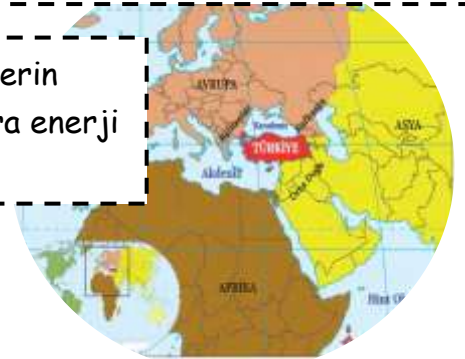 erin
ra enerji
AVRUPA
Karadeniz
ASYA
TÜRKİYE
Akdeniz
Orta Doğu
AFRİKA
Hint O